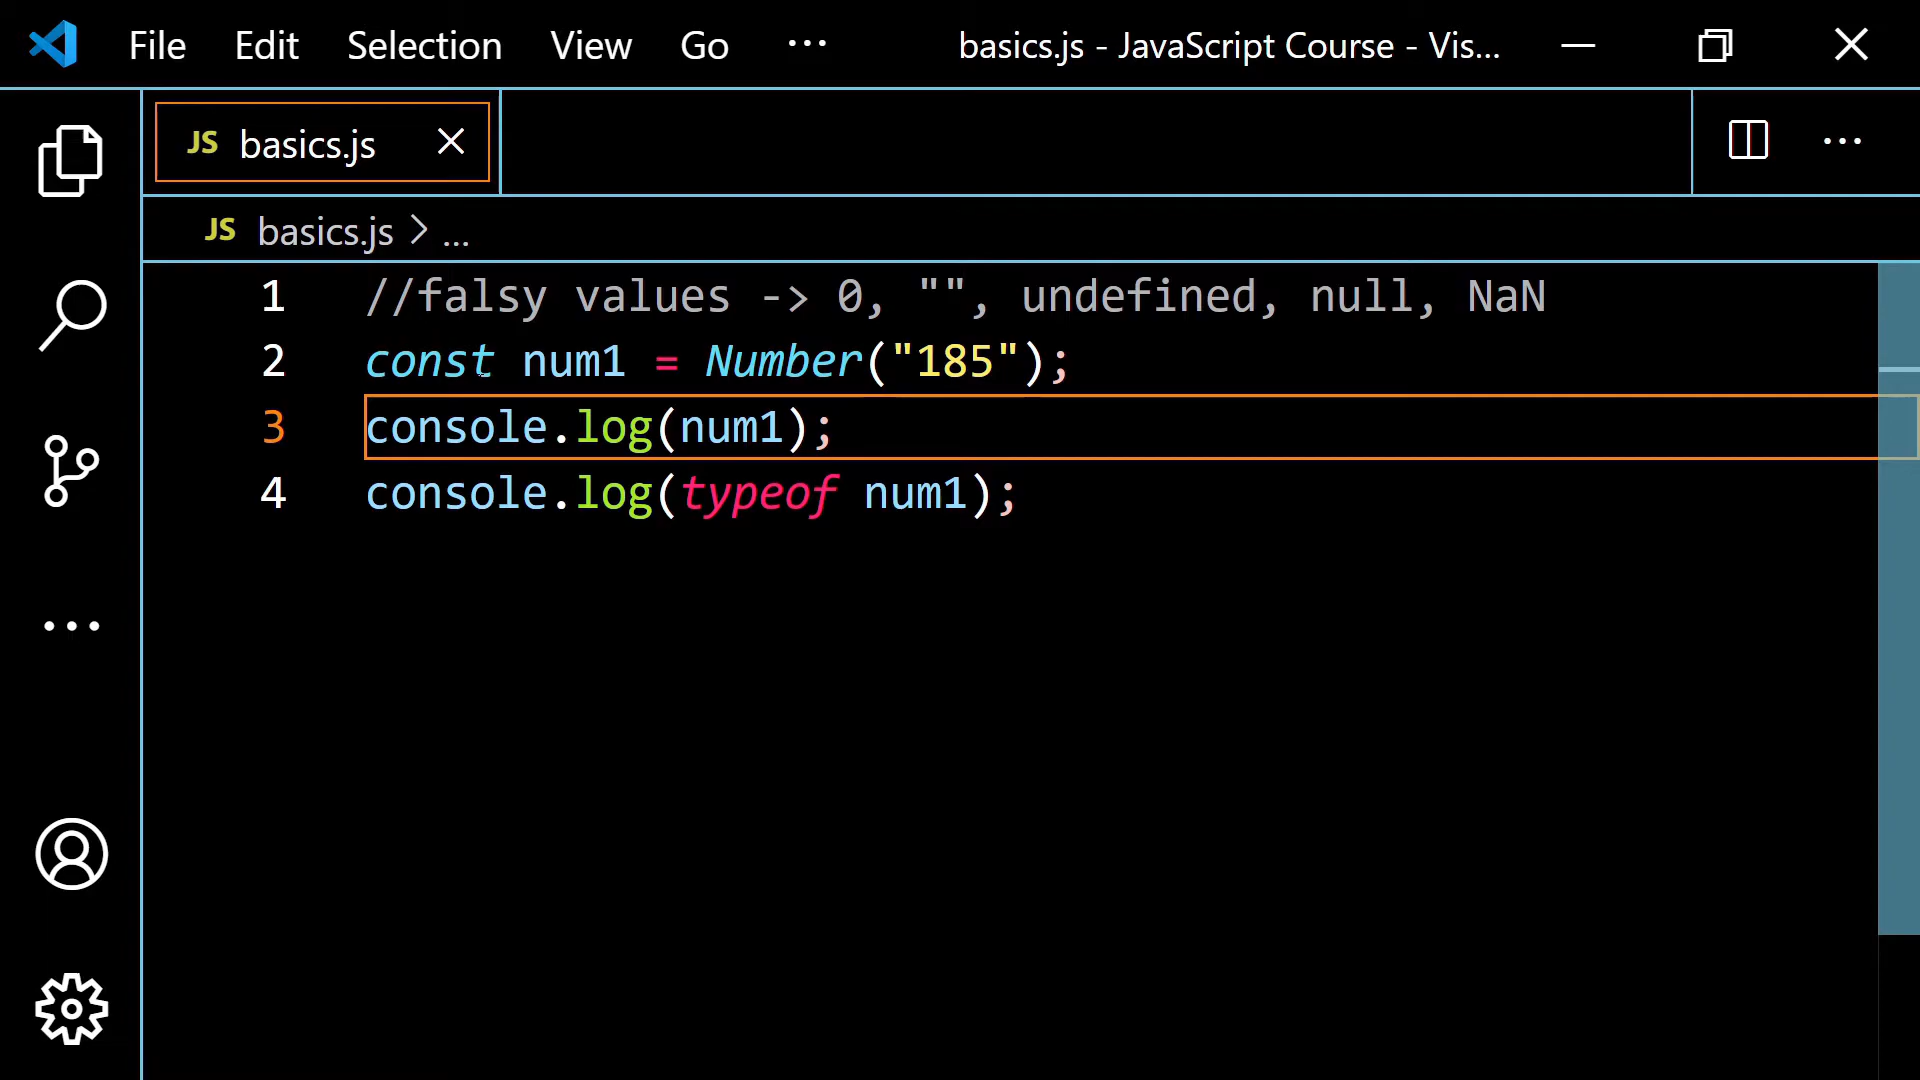 File Edit Selection View Go ··· basics.js - JavaScript Course - Vis...
JS basics.js
JS basics.js > ...
1 //falsy values -> 0, "", undefined, null, NaN
2 const num1 = Number("185");
3 console.log(num1);
4 console.log(typeof num1);